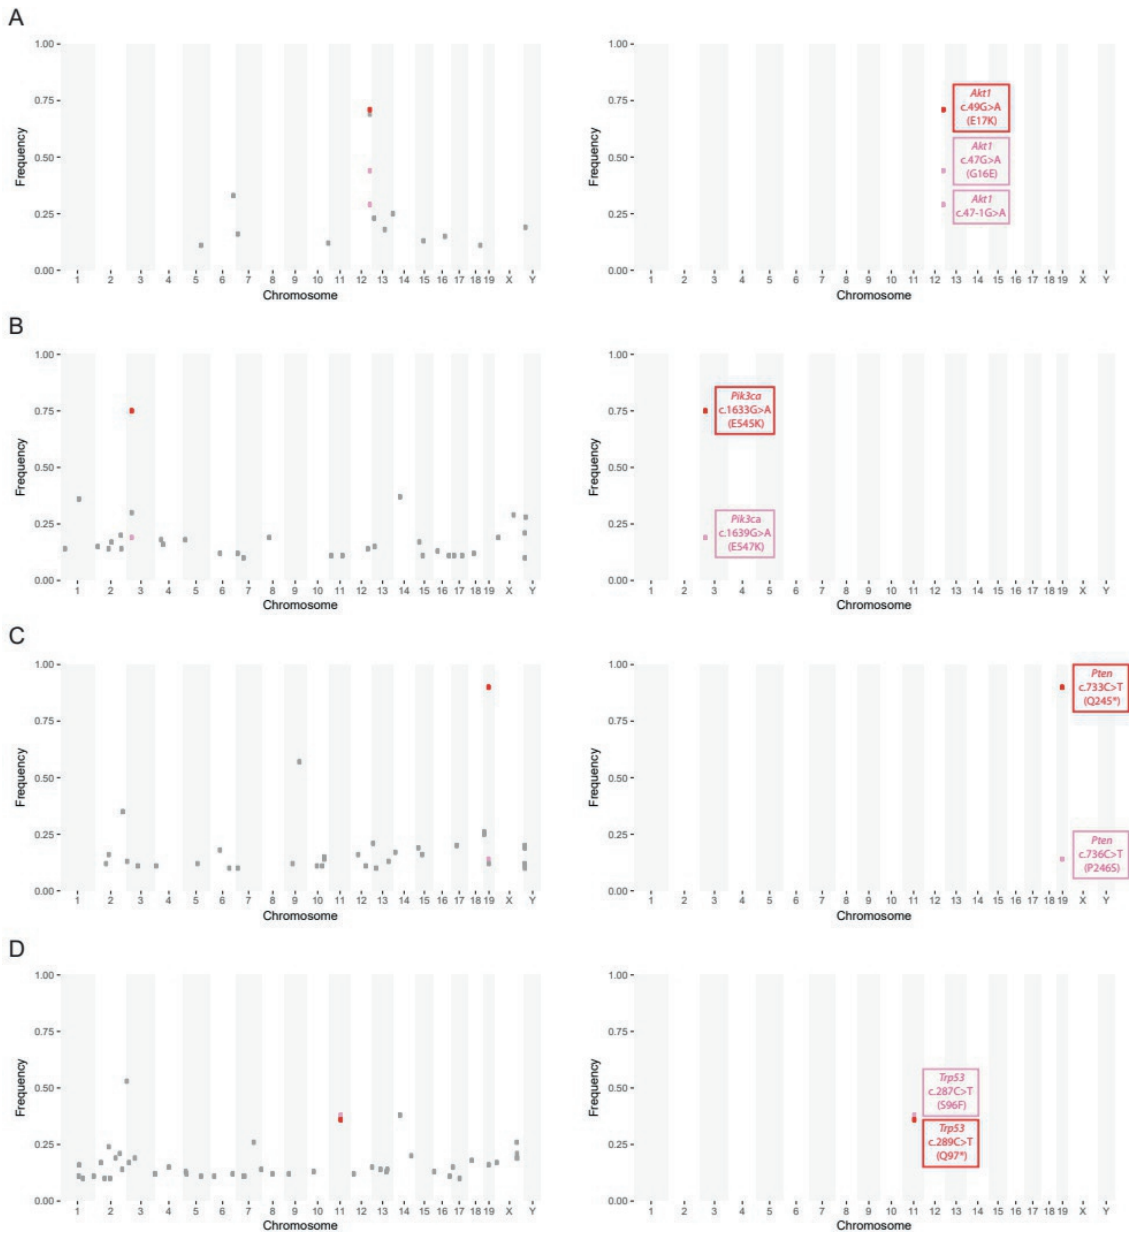 A
1.00
0.75
0.50
0.25
0.00
Frequency
1 2 3 4 5 6 7 8 9 10 11 12 13 14 15 16 17 18 19 X Y
Chromosome
1.00
0.75
0.50
0.25
0.00
Frequency
Akt1
c.49G>A
(E17K)
Akt1
c.47G>A
(G16E)
Akt1
c.47-1G>A
1 2 3 4 5 6 7 8 9 10 11 12 13 14 15 16 17 18 19 X Y
Chromosome
B
1.00
0.75
0.50
0.25
0.00
Frequency
1 2 3 4 5 6 7 8 9 10 11 12 13 14 15 16 17 18 19 X Y
Chromosome
1.00
0.75
0.50
0.25
0.00
Frequency
Pik3ca
c.1633G>A
(E545K)
Pik3ca
c.1639G>A
(E547K)
1 2 3 4 5 6 7 8 9 10 11 12 13 14 15 16 17 18 19 X Y
Chromosome
C
1.00
0.75
0.50
0.25
0.00
Frequency
1 2 3 4 5 6 7 8 9 10 11 12 13 14 15 16 17 18 19 X Y
Chromosome
1.00
0.75
0.50
0.25
0.00
Frequency
Pten
c.733C>T
(Q245*)
Pten
c.736C>T
(P246S)
1 2 3 4 5 6 7 8 9 10 11 12 13 14 15 16 17 18 19 X Y
Chromosome
D
1.00
0.75
0.50
0.25
0.00
Frequency
1 2 3 4 5 6 7 8 9 10 11 12 13 14 15 16 17 18 19 X Y
Chromosome
1.00
0.75
0.50
0.25
0.00
Frequency
Trp53
c.287C>T
(S96F)
Trp53
c.289C>T
(Q97*)
1 2 3 4 5 6 7 8 9 10 11 12 13 14 15 16 17 18 19 X Y
Chromosome